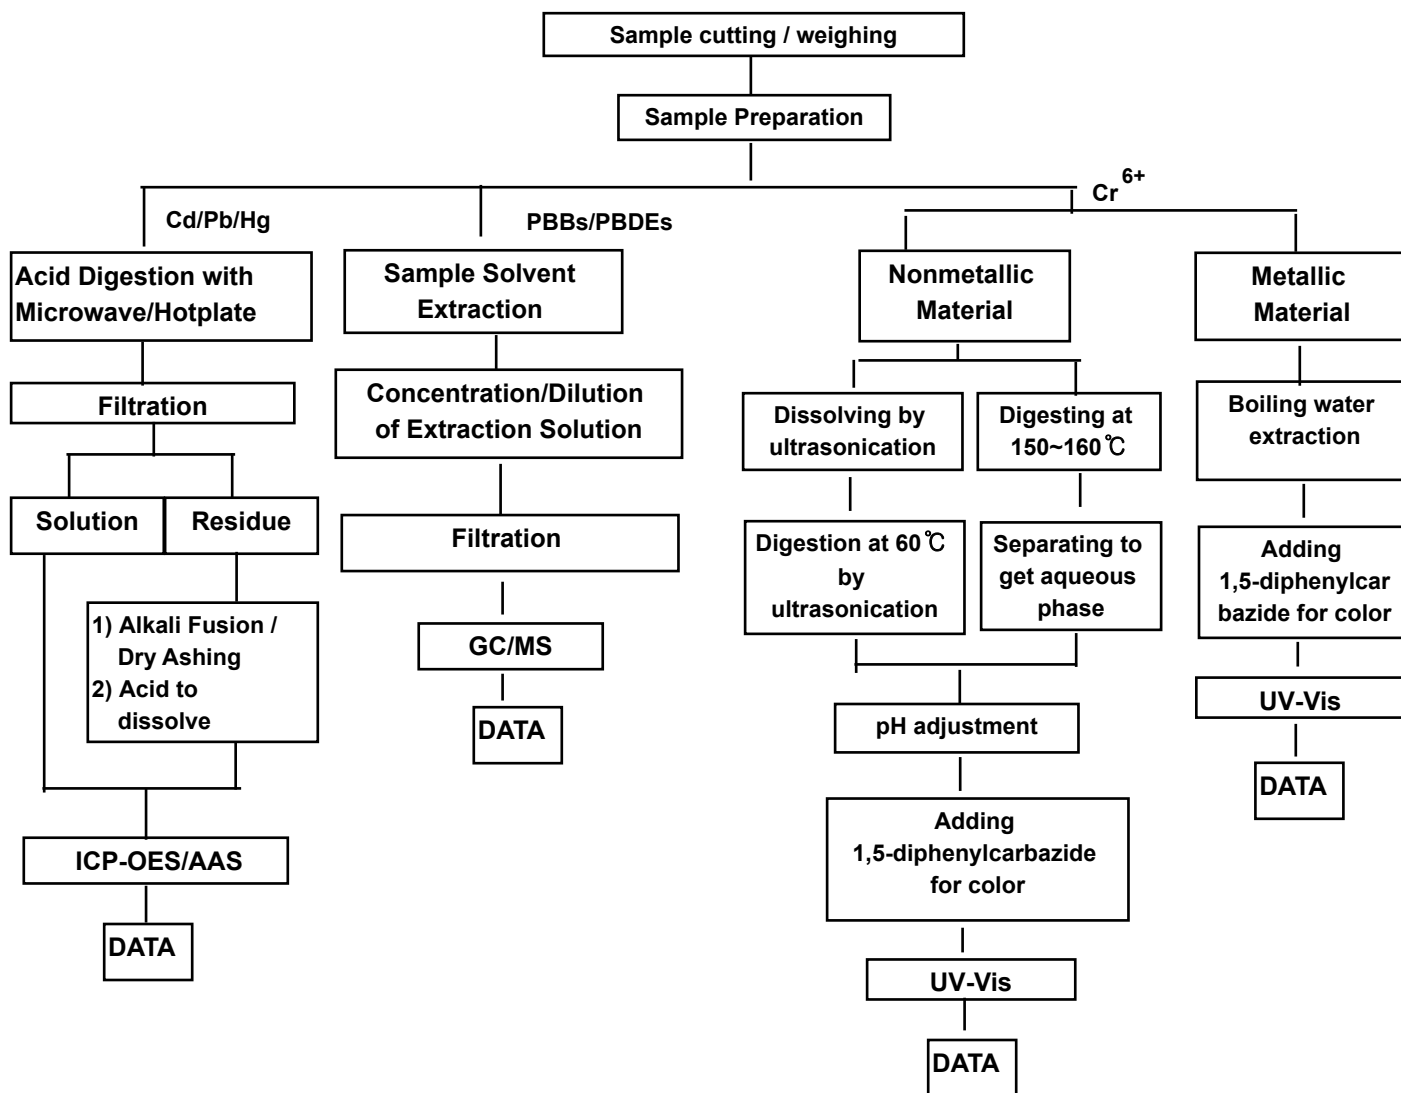 Sample cutting / weighing
Sample Preparation
Cd/Pb/Hg
PBBs/PBDEs
Cr 6+
Acid Digestion with
Microwave/Hotplate
Filtration
Solution
Residue
1) Alkali Fusion /
Dry Ashing
2) Acid to
dissolve
ICP-OES/AAS
DATA
Sample Solvent
Extraction
Concentration/Dilution
of Extraction Solution
Filtration
GC/MS
DATA
Nonmetallic
Material
Dissolving by
ultrasonication
Digestion at 60℃
by
ultrasonication
Digesting at
150~160℃
Separating to
get aqueous
phase
pH adjustment
Adding
1,5-diphenylcarbazide
for color
UV-Vis
DATA
Metallic
Material
Boiling water
extraction
Adding
1,5-diphenylcar
bazide for color
UV-Vis
DATA